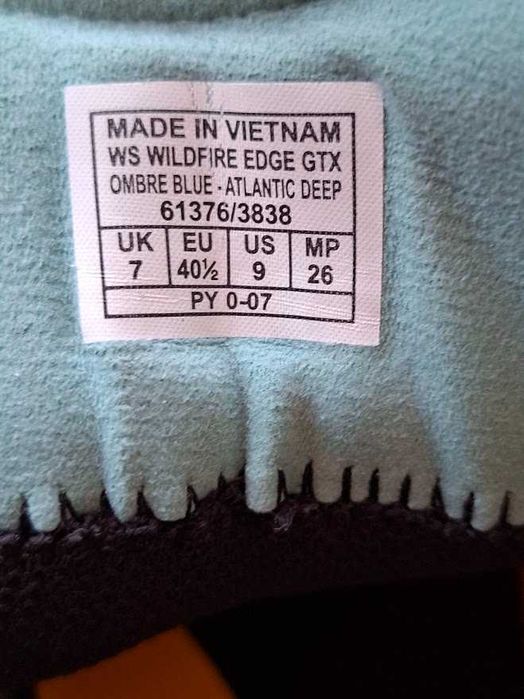 MADE IN VIETNAM
WS WILDFIRE EDGE GTX
OMBRE BLUE - ATLANTIC DEEP
61376/3838
UK EU US MP
7 40½ 9 26
PY 0-07